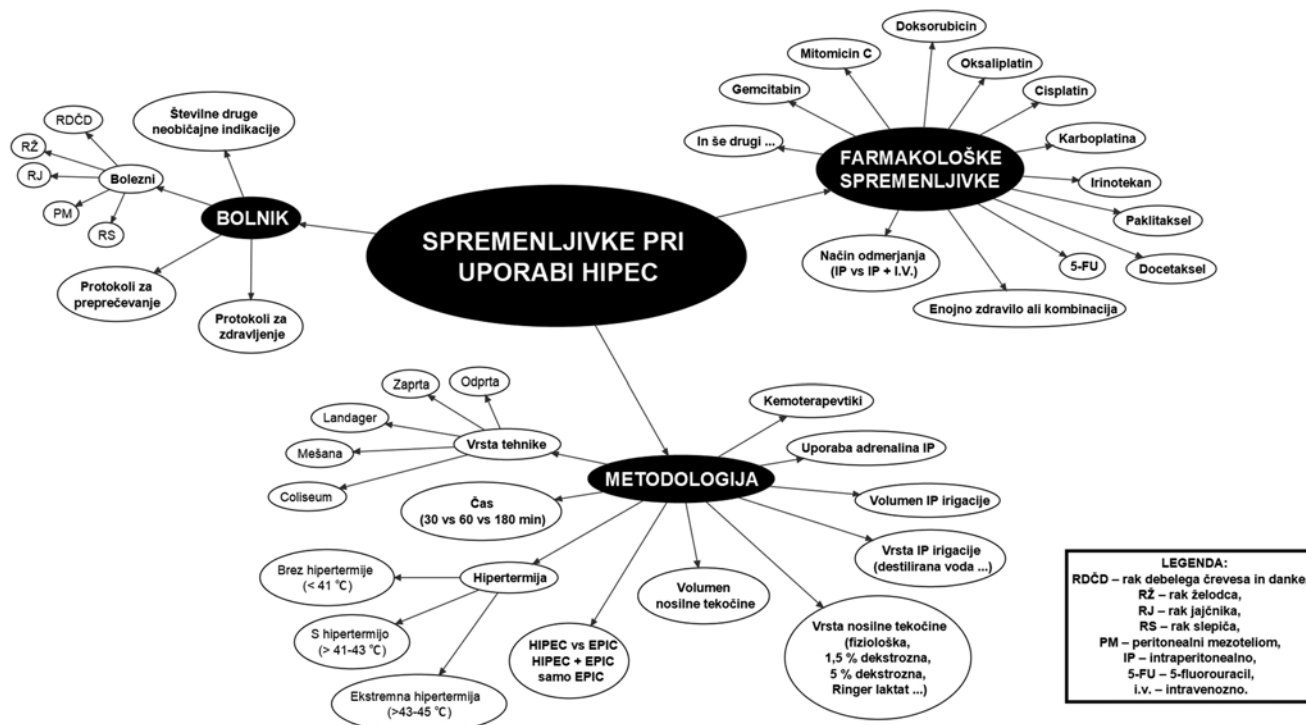 SPREMENLJIVKE PRI
UPORABI HIPEC
BOLNIK
Številne druge
neobičajne indikacije
Bolezni
RDČD
RŽ
RJ
PM
RS
Protokoli za
preprečevanje
Protokoli za
zdravljenje
FARMAKOLOŠKE
SPREMENLJIVKE
In še drugi ...
Gemcitabin
Mitomicin C
Doksorubicin
Oksaliplatin
Cisplatin
Karboplatina
Irinotekan
Paklitaksel
Docetaksel
5-FU
Enojno zdravilo ali kombinacija
Način odmerjanja
(IP vs IP + I.V.)
METODOLOGIJA
Kemoterapevtiki
Uporaba adrenalina IP
Volumen IP irigacije
Vrsta IP irigacije
(destilirana voda ...)
Vrsta nosilne tekočine
(fiziološka,
1,5 % dekstrozna,
5 % dekstrozna,
Ringer laktat ...)
Volumen
nosilne tekočine
HIPEC vs EPIC
HIPEC + EPIC
samo EPIC
Hipertermija
Brez hipertermije
(< 41 °C)
S hipertermijo
(> 41-43 °C)
Ekstremna hipertermija
(>43-45 °C)
Čas
(30 vs 60 vs 180 min)
Vrsta tehnike
Odprta
Zaprta
Landager
Mešana
Coliseum
LEGENDA:
RDČD – rak debelega črevesa in danke,
RŽ – rak želodca,
RJ – rak jajčnika,
RS – rak slepiča,
PM – peritonealni mezoteliom,
IP – intraperitonealno,
5-FU – 5-fluorouracil,
i.v. – intravenozno.